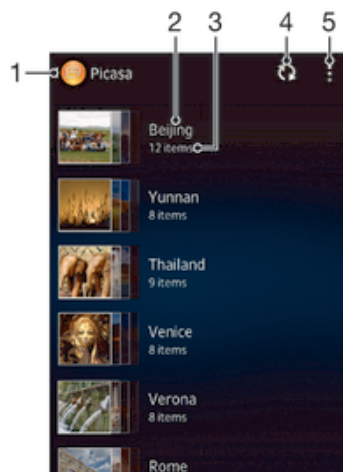 2 3 4 5
1 Picasa
Beijing
12 items
Yunnan
8 items
Thailand
9 items
Venice
8 items
Verona
8 items
Rome